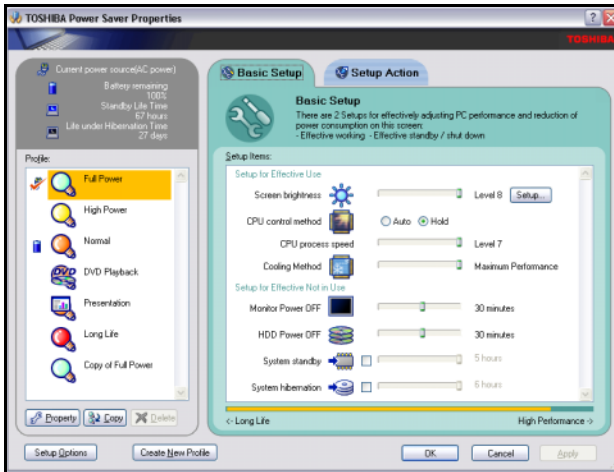 TOSHIBA Power Saver Properties
TOSHIBA
Current power source(AC power)
Battery remaining
100%
Standby Life Time
67 hours
Life under Hibernation Time
27 days
Profile:
Full Power
High Power
Normal
DVD
DVD Playback
Presentation
Long Life
Copy of Full Power
Property
Copy
Delete
Setup Options
Create New Profile
Basic Setup
Setup Action
Basic Setup
There are 2 Setups for effectively adjusting PC performance and reduction of
power consumption on this screen:
- Effective working - Effective standby / shut down
Setup Items:
Setup for Effective Use
Screen brightness Level 8 Setup...
CPU control method Auto Hold
CPU process speed Level 7
Cooling Method Maximum Performance
Setup for Effective Not in Use
Monitor Power OFF 30 minutes
HDD Power OFF 30 minutes
System standby 5 hours
System hibernation 6 hours
<- Long Life High Performance ->
OK Cancel Apply